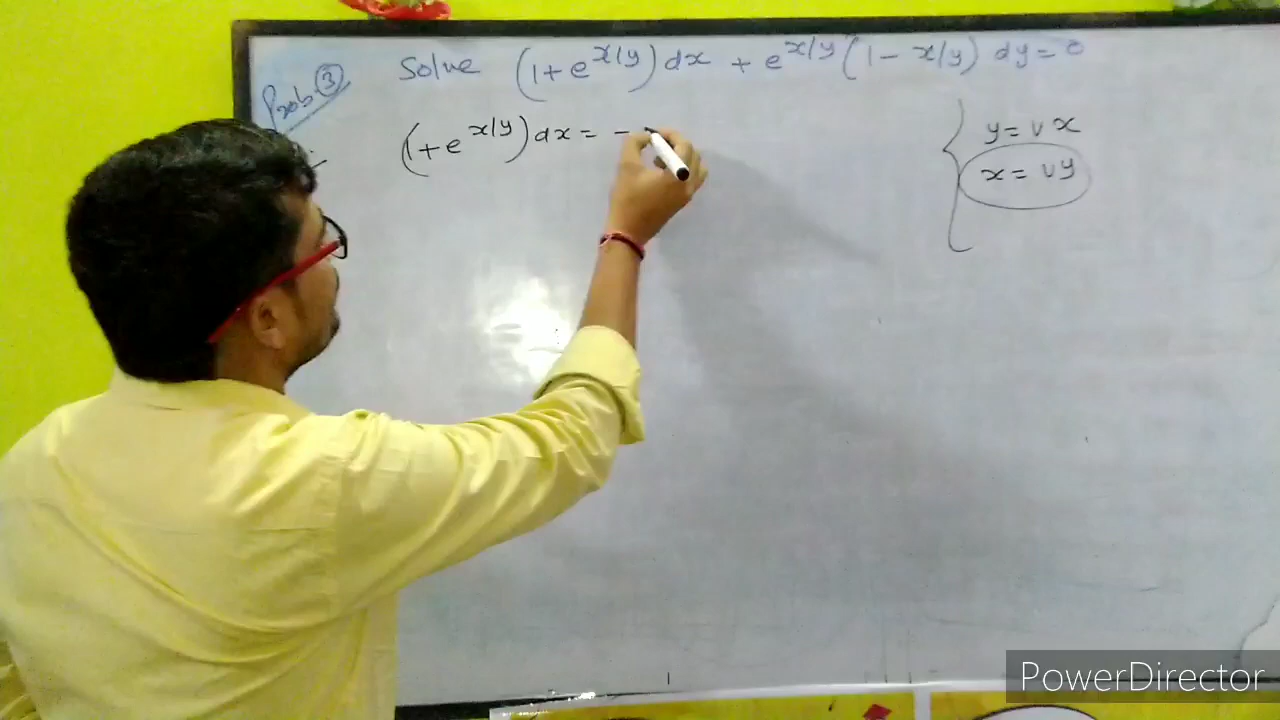 Prob. ③
Solve (1+e^{x/y}) dx + e^{x/y} (1 - x/y) dy = 0
(1+e^{x/y}) dx = -
y = vx
x = vy
PowerDirector